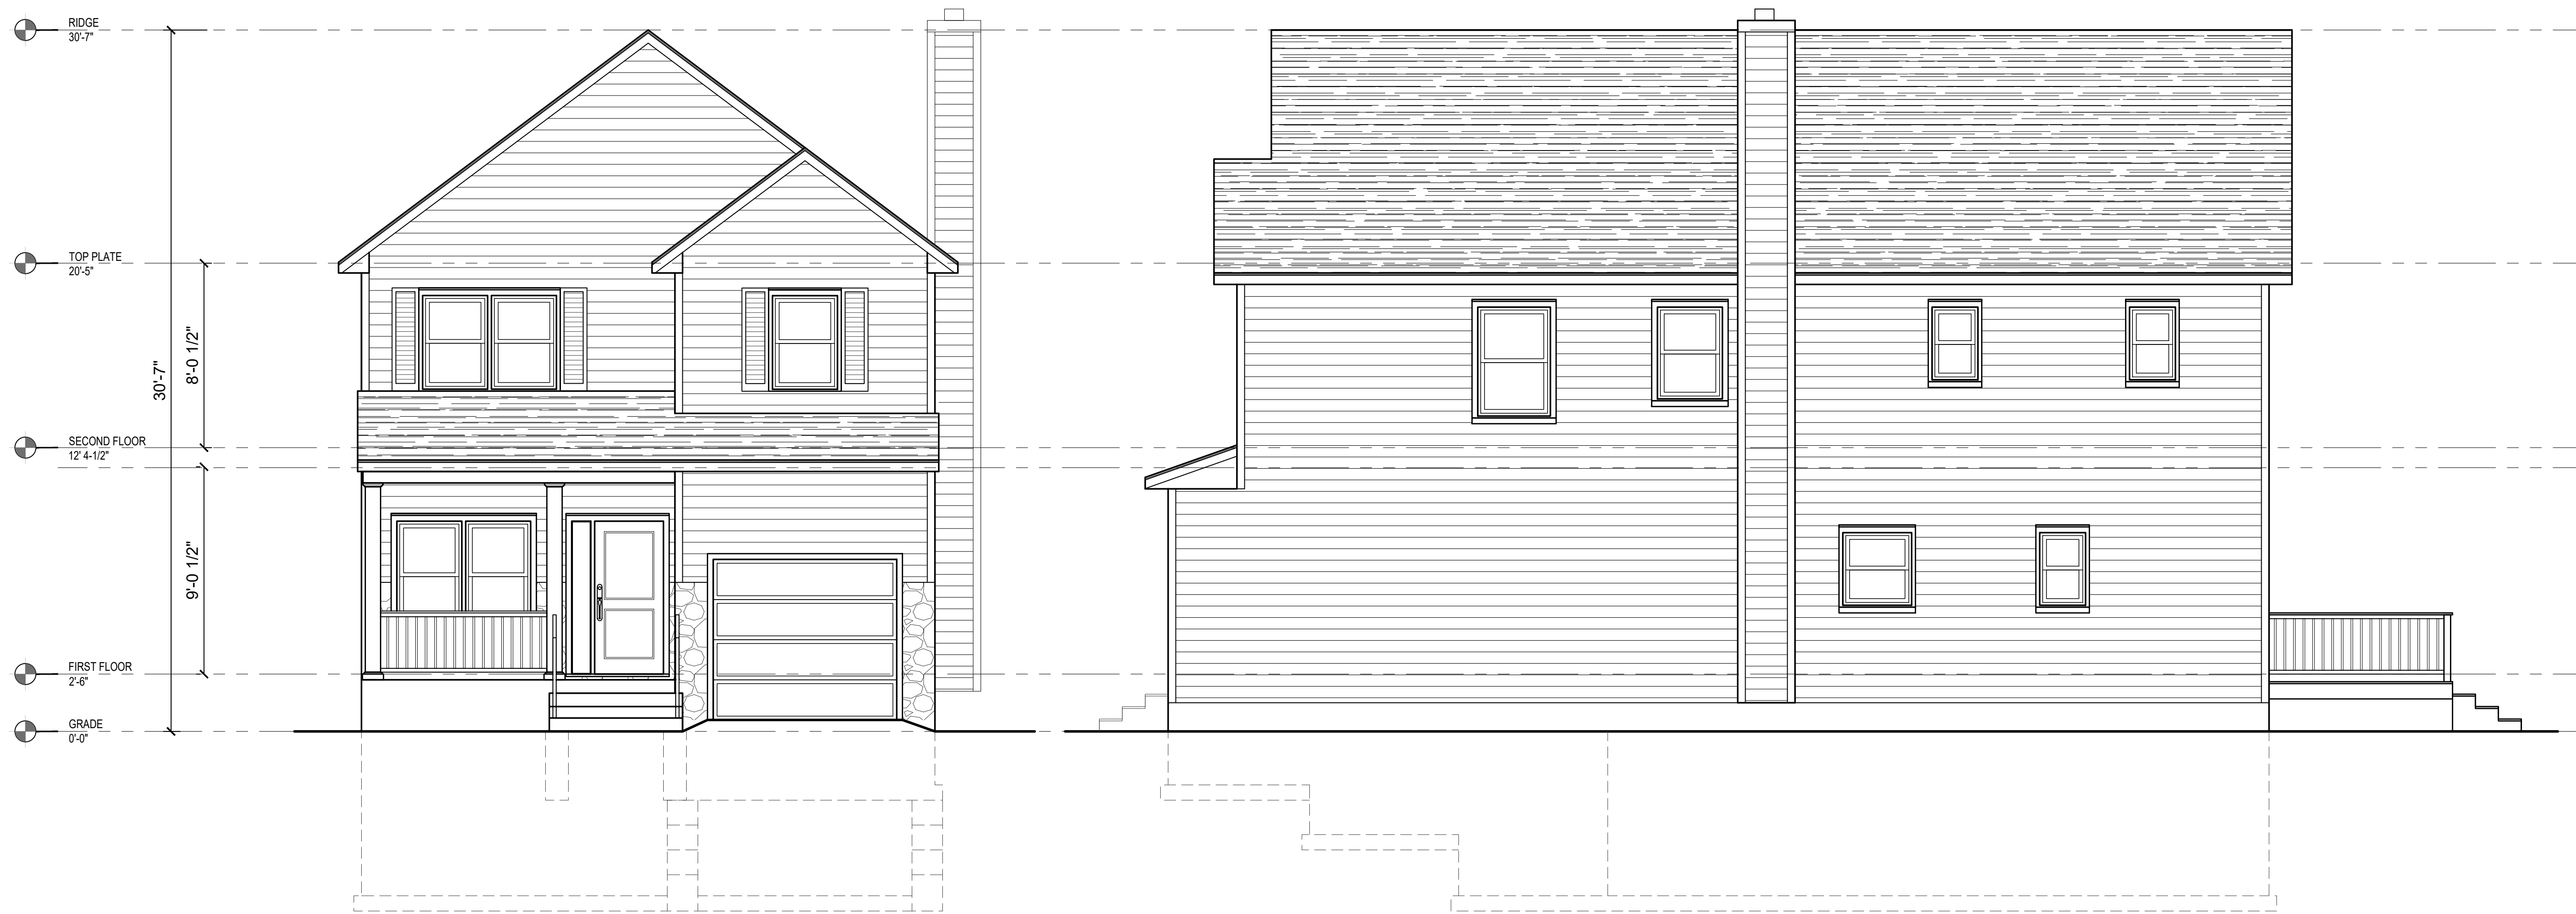 RIDGE
30'-7"
TOP PLATE
20'-5"
8'-0 1/2"
30'-7"
SECOND FLOOR
12' 4-1/2"
9'-0 1/2"
FIRST FLOOR
2'-6"
GRADE
0'-0"